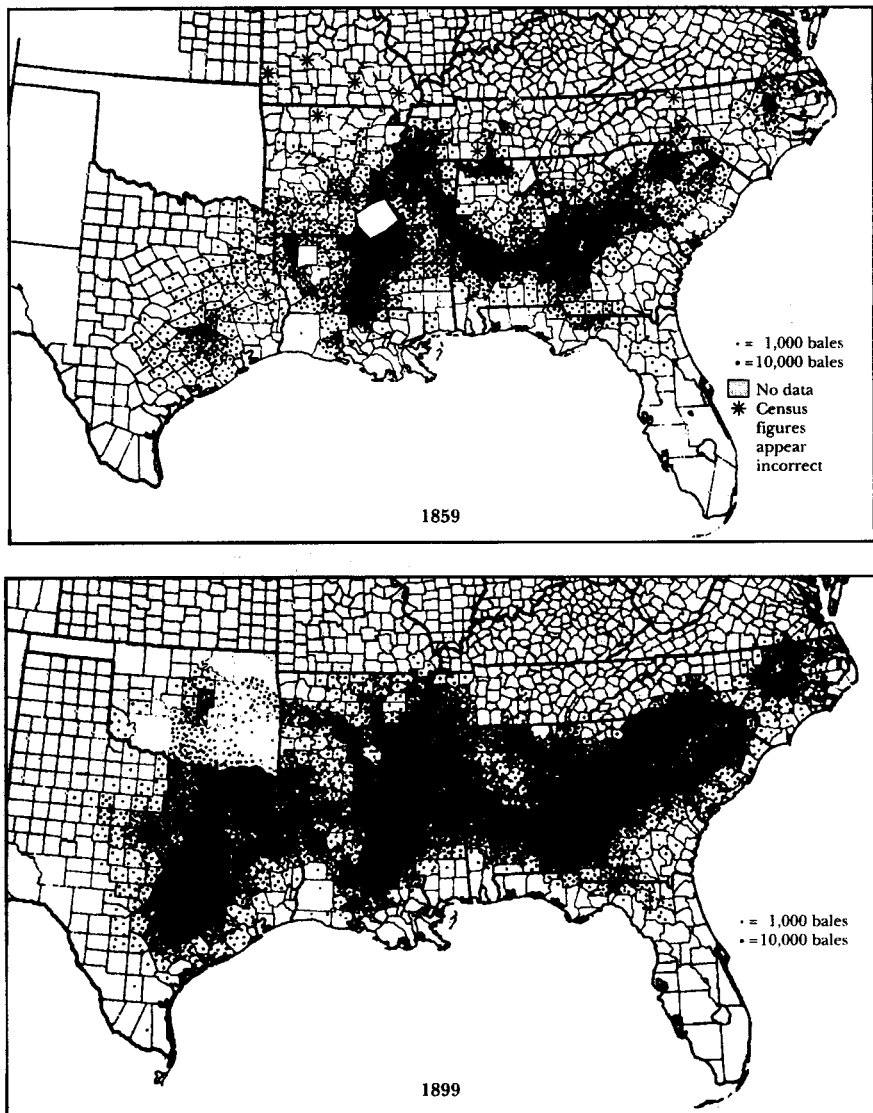 · = 1,000 bales
• = 10,000 bales
No data
* Census
figures
appear
incorrect
1859
· = 1,000 bales
• = 10,000 bales
1899